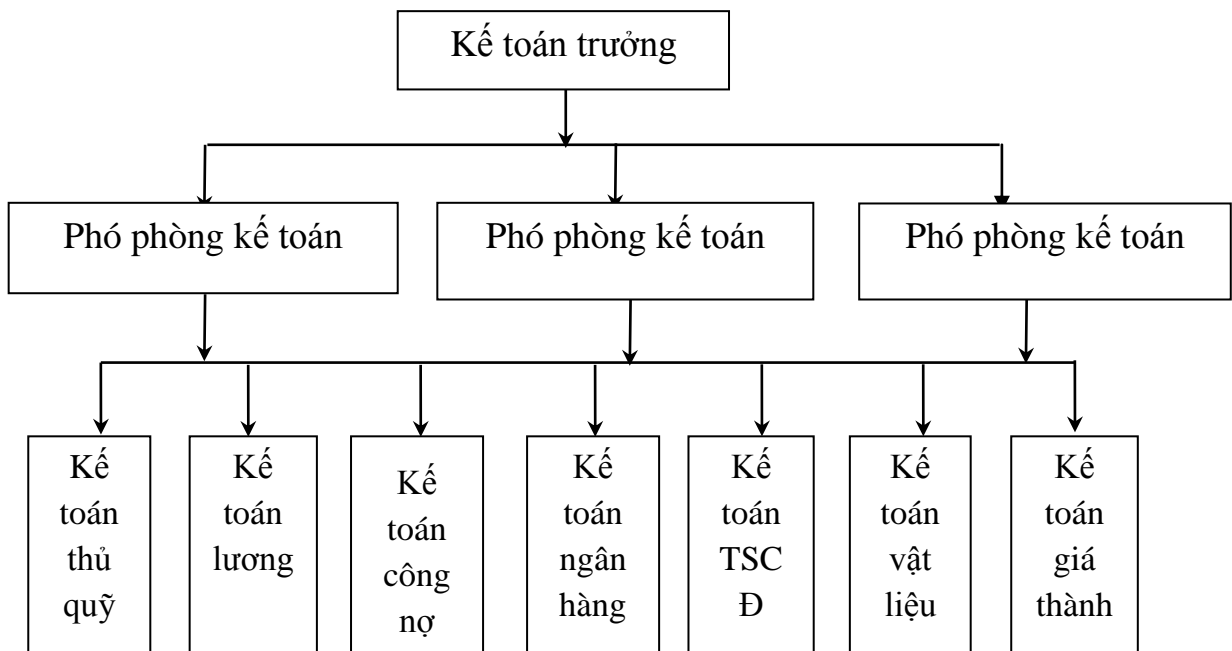 Kế toán trưởng
Phó phòng kế toán
Phó phòng kế toán
Phó phòng kế toán
Kế
toán
thủ
quỹ
Kế
toán
lương
Kế
toán
công
nợ
Kế
toán
ngân
hàng
Kế
toán
TSC
Đ
Kế
toán
vật
liệu
Kế
toán
giá
thành